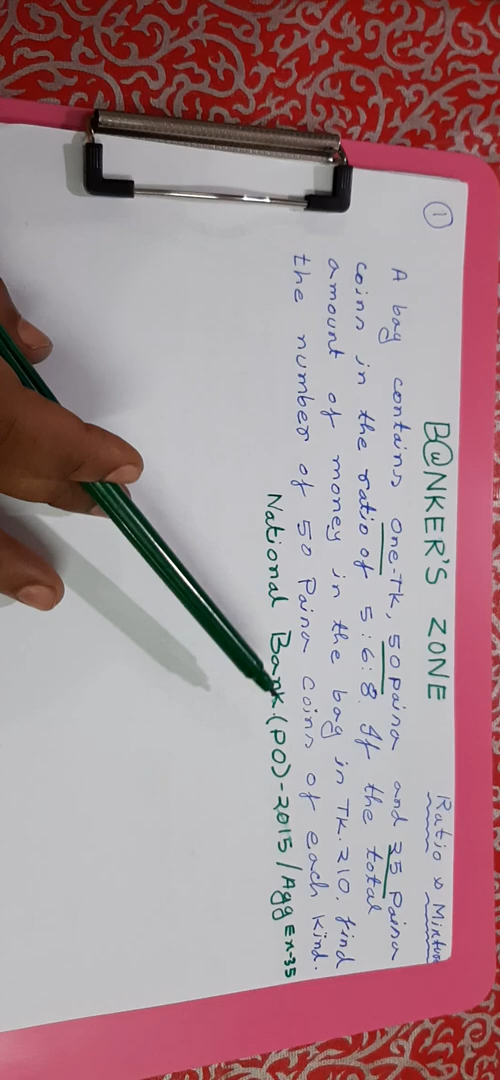 B@NKER'S ZONE
Ratio & Mixture
1
A bag contains one-TK, 50 paisa and 25 Paisa
coins in the ratio of 5:6:8. If the total
amount of money in the bag is TK.210, find
the number of 50 Paisa coins of each kind.
National Bank (PO)-2015/Agg Ex-35